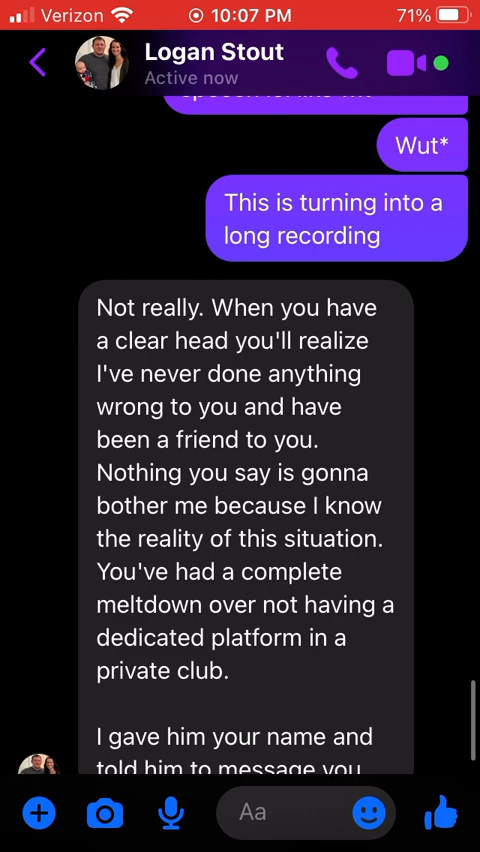 Verizon 10:07 PM 71%
Logan Stout
Active now
Wut*
This is turning into a
long recording
Not really. When you have
a clear head you'll realize
I've never done anything
wrong to you and have
been a friend to you.
Nothing you say is gonna
bother me because I know
the reality of this situation.
You've had a complete
meltdown over not having a
dedicated platform in a
private club.
I gave him your name and
told him to message you
Aa